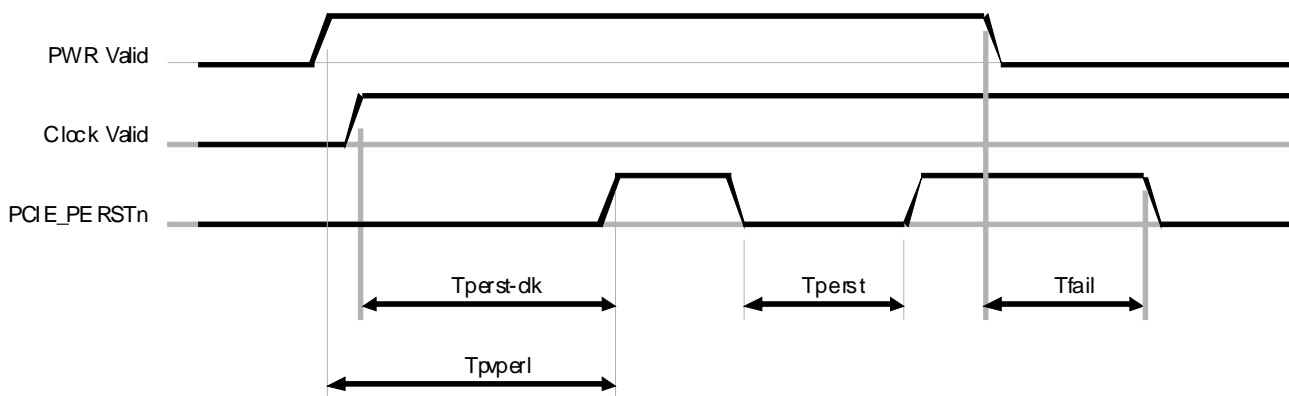 PWR Valid
Clock Valid
PCIE_PERSTn
Tperst-clk
Tperst
Tfail
Tpvperl